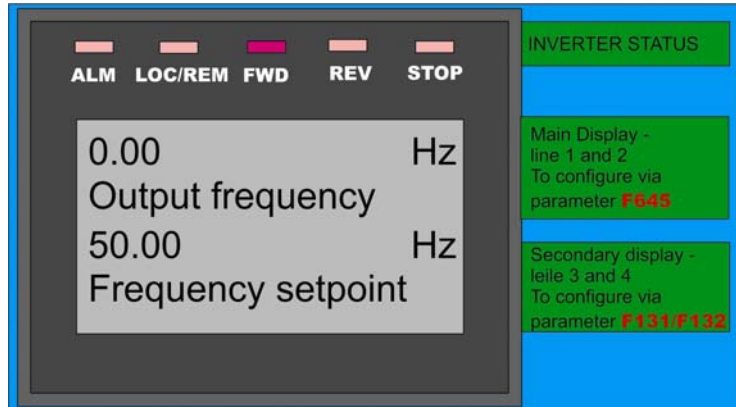 ALM LOC/REM FWD REV STOP
0.00 Hz
Output frequency
50.00 Hz
Frequency setpoint
INVERTER STATUS
Main Display -
line 1 and 2
To configure via
parameter F645
Secondary display -
leile 3 and 4
To configure via
parameter F131/F132